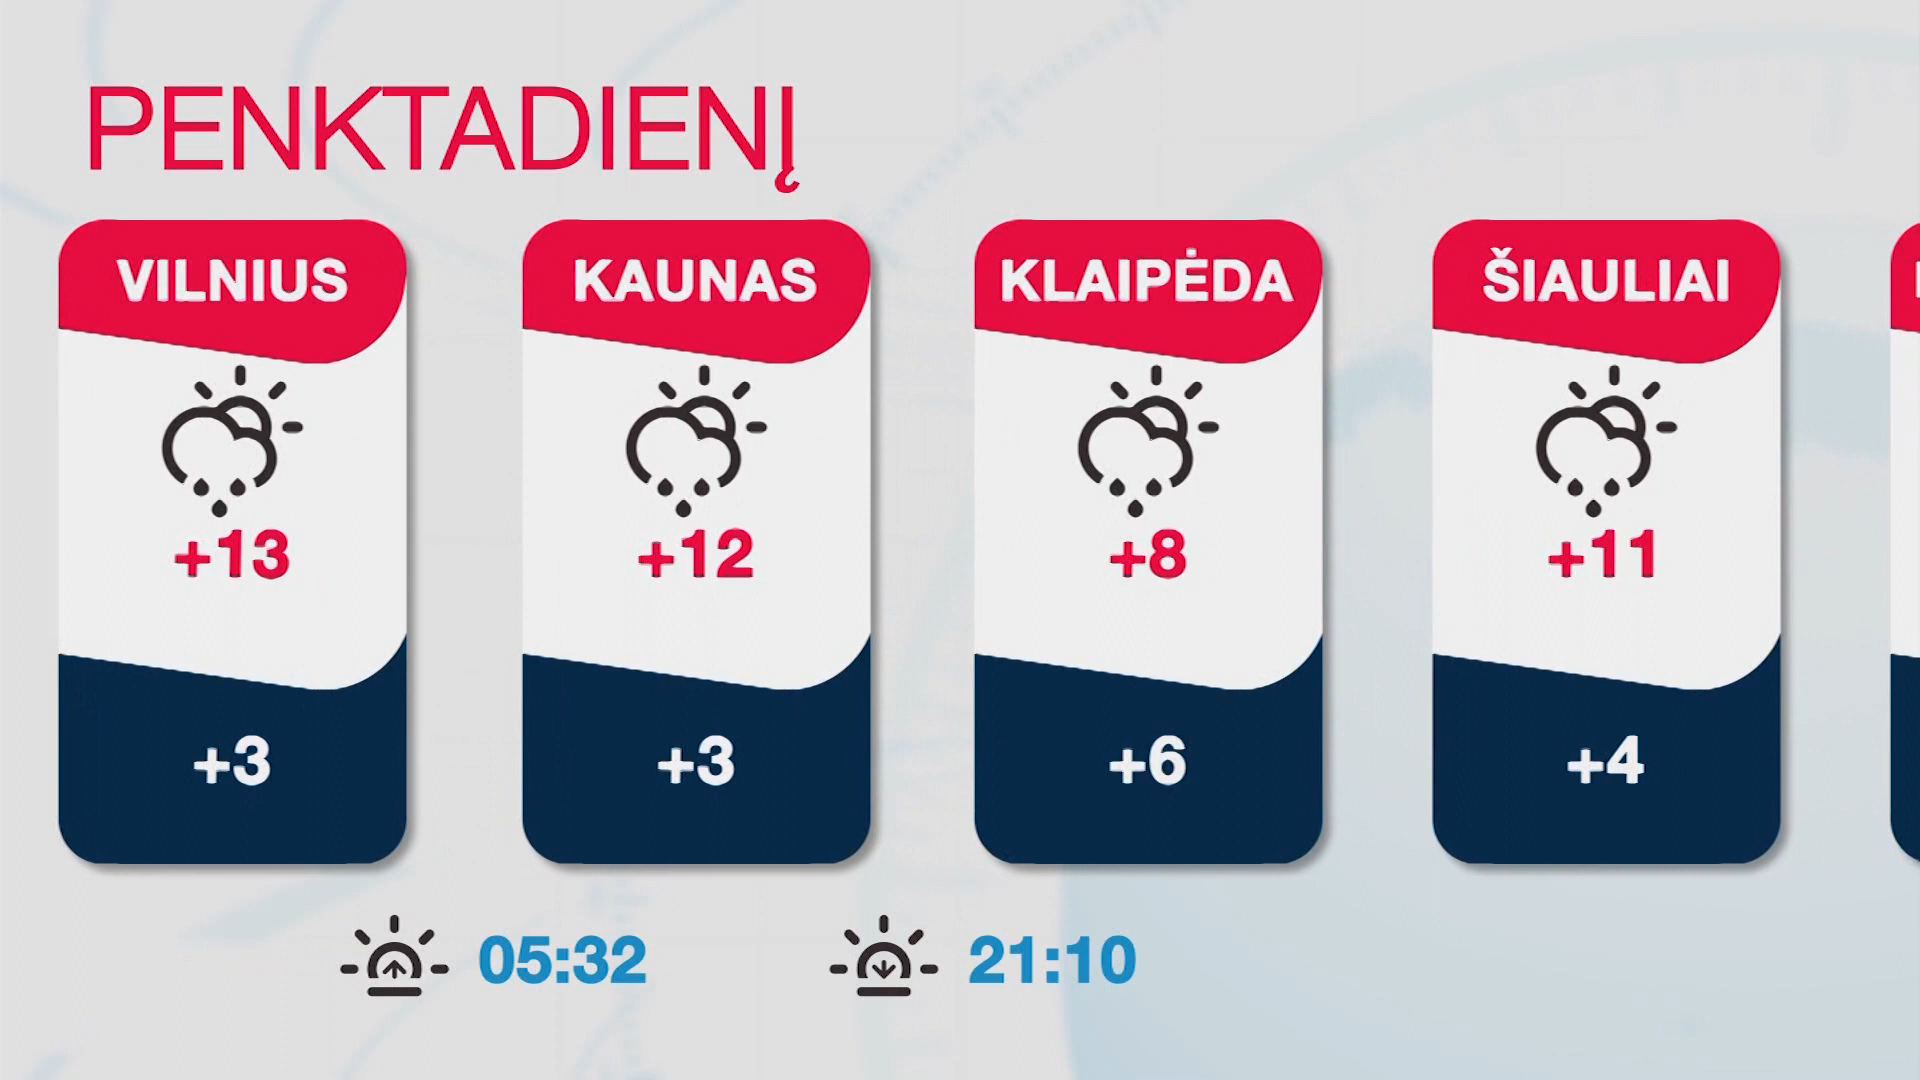 PENKTADIENĮ
VILNIUS
+13
+3
KAUNAS
+12
+3
KLAIPĖDA
+8
+6
ŠIAULIAI
+11
+4
05:32
21:10